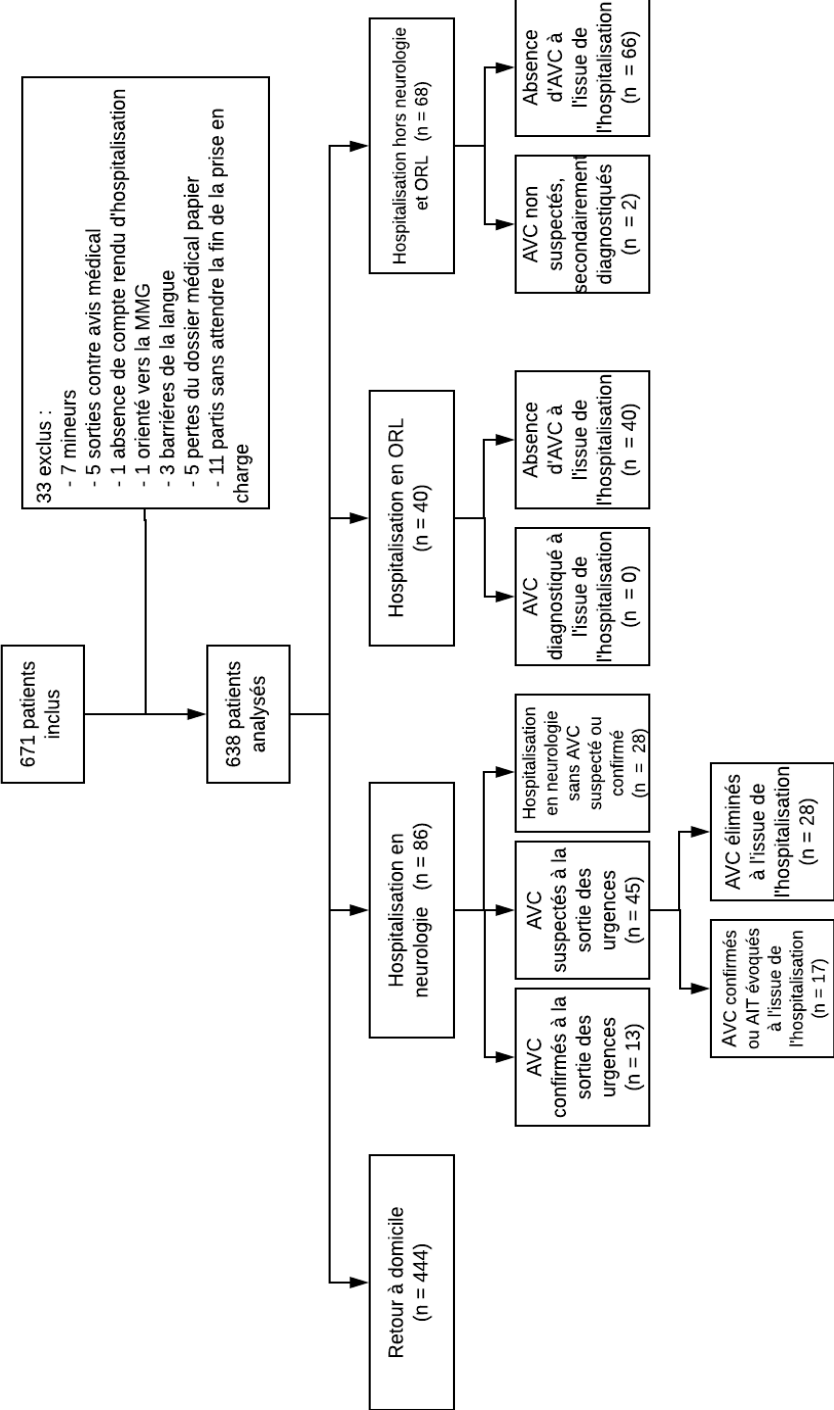 671 patients
inclus
33 exclus :
- 7 mineurs
- 5 sorties contre avis médical
- 1 absence de compte rendu d'hospitalisation
- 1 orienté vers la MMG
- 3 barriéres de la langue
- 5 pertes du dossier médical papier
- 11 partis sans attendre la fin de la prise en
charge
638 patients
analysés
Retour à domicile
(n = 444)
Hospitalisation en
neurologie (n = 86)
Hospitalisation en ORL
(n = 40)
Hospitalisation hors neurologie
et ORL (n = 68)
AVC
confirmés à la
sortie des
urgences
(n = 13)
AVC
suspectés à la
sortie des
urgences
(n = 45)
Hospitalisation
en neurologie
sans AVC
suspecté ou
confirmé
(n = 28)
AVC
diagnostiqué à
l'issue de
l'hospitalisation
(n = 0)
Absence
d'AVC à
l'issue de
l'hospitalisation
(n = 40)
AVC non
suspectés,
secondairement
diagnostiqués
(n = 2)
Absence
d'AVC à
l'issue de
l'hospitalisation
(n = 66)
AVC confirmés
ou AIT évoqués
à l'issue de
l'hospitalisation
(n = 17)
AVC éliminés
à l'issue de
l'hospitalisation
(n = 28)